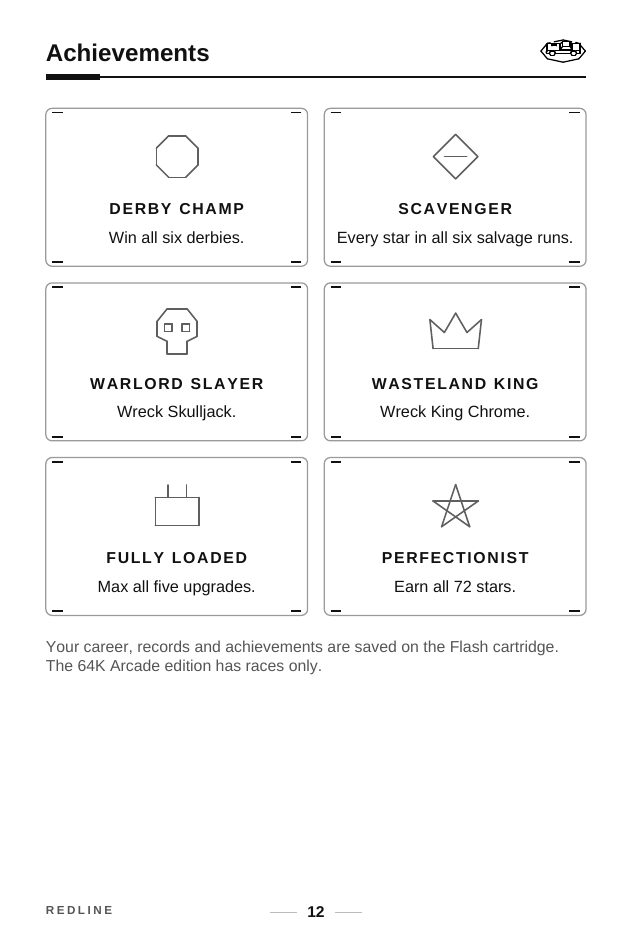 Achievements
DERBY CHAMP
Win all six derbies.
SCAVENGER
Every star in all six salvage runs.
WARLORD SLAYER
Wreck Skulljack.
WASTELAND KING
Wreck King Chrome.
FULLY LOADED
Max all five upgrades.
PERFECTIONIST
Earn all 72 stars.
Your career, records and achievements are saved on the Flash cartridge.
The 64K Arcade edition has races only.
REDLINE
12